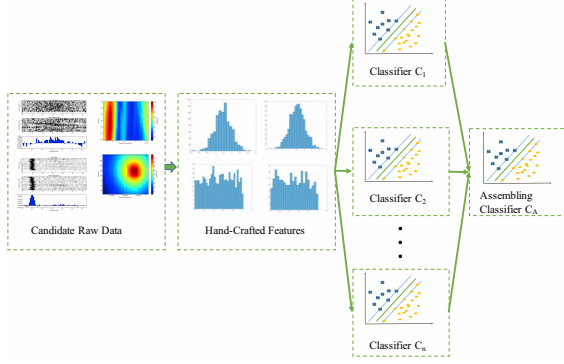 Classifier C1
Candidate Raw Data
Hand-Crafted Features
Classifier C2
Assembling
Classifier CA
Classifier Cn